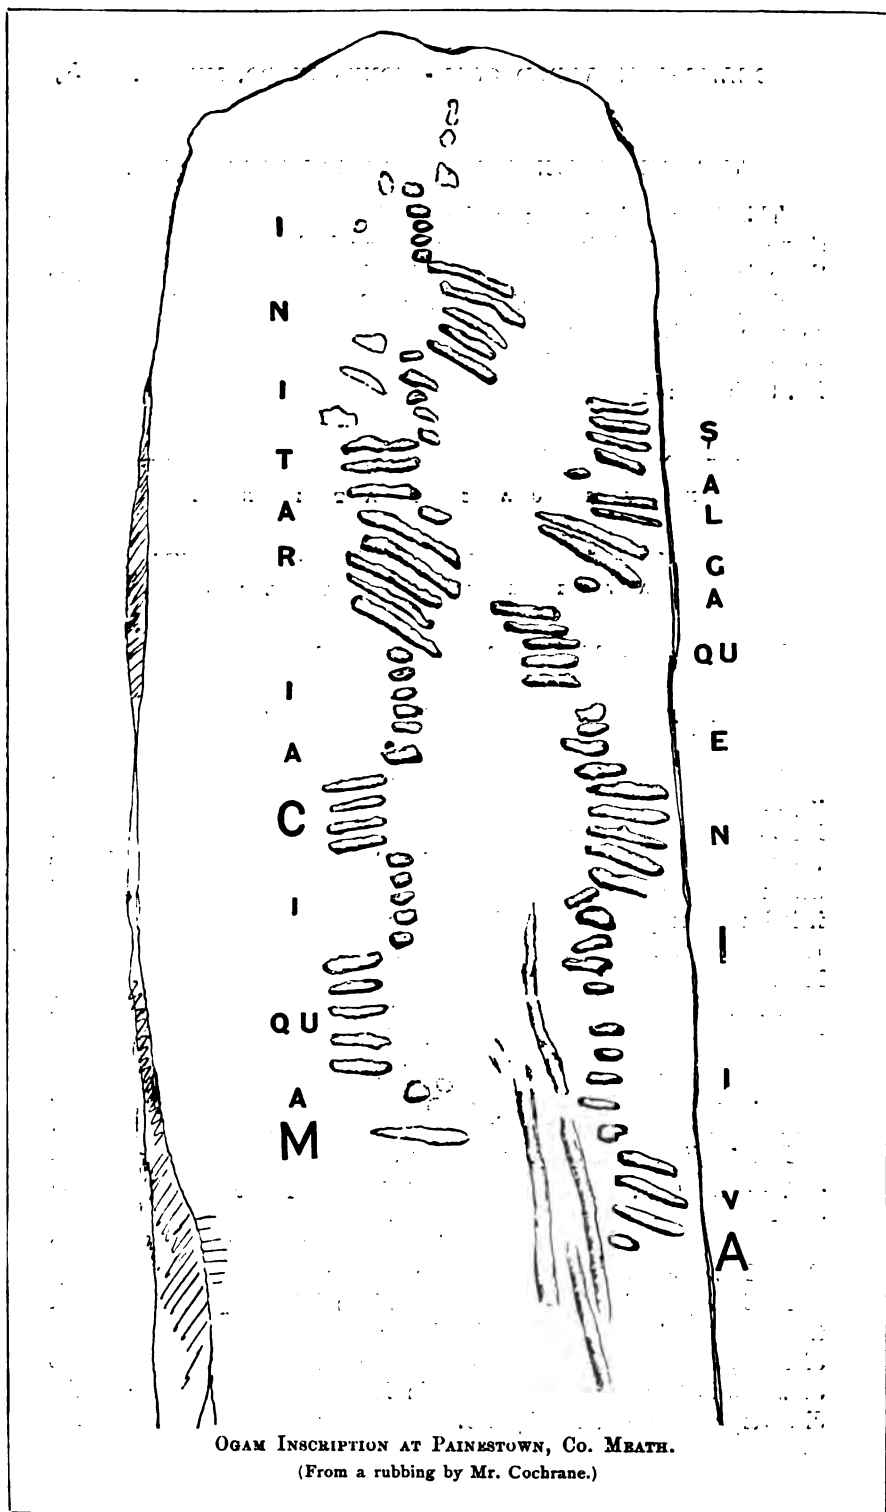 M A QU I C A I R A T I N I
A V I I N E QU A G L A S
OGAM INSCRIPTION AT PAINESTOWN, CO. MEATH.
(From a rubbing by Mr. Cochrane.)